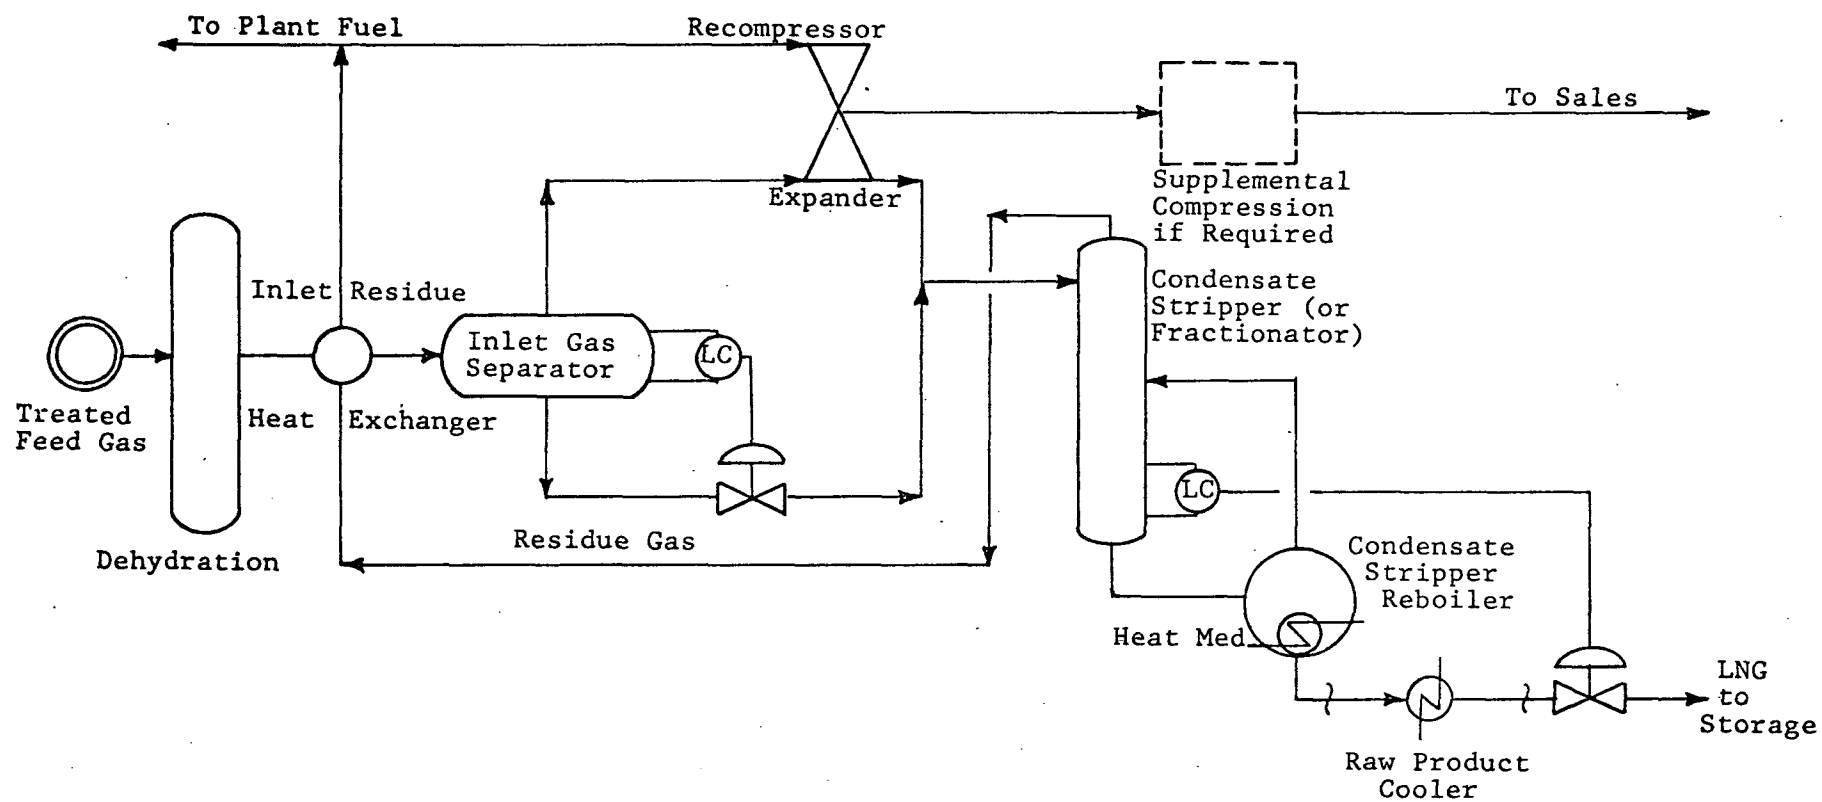 To Plant Fuel
Recompressor
To Sales
Supplemental
Compression
if Required
Expander
Condensate
Stripper (or
Fractionator)
Inlet Residue
Heat Exchanger
Inlet Gas
Separator
LC
Treated
Feed Gas
Dehydration
Residue Gas
LC
Condensate
Stripper
Reboiler
Heat Med.
LNG
to
Storage
Raw Product
Cooler